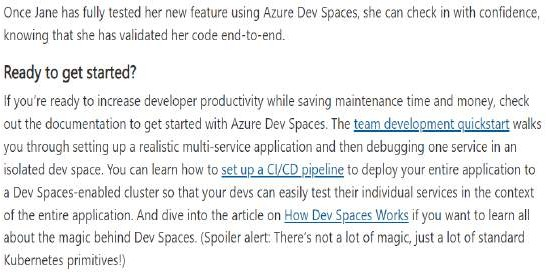 Once Jane has fully tested her new feature using Azure Dev Spaces, she can check in with confidence,
knowing that she has validated her code end-to-end.
Ready to get started?
If you're ready to increase developer productivity while saving maintenance time and money, check
out the documentation to get started with Azure Dev Spaces. The team development quickstart walks
you through setting up a realistic multi-service application and then debugging one service in an
isolated dev space. You can learn how to set up a CI/CD pipeline to deploy your entire application to
a Dev Spaces-enabled cluster so that your devs can easily test their individual services in the context
of the entire application. And dive into the article on How Dev Spaces Works if you want to learn all
about the magic behind Dev Spaces. (Spoiler alert: There's not a lot of magic, just a lot of standard
Kubernetes primitives!)